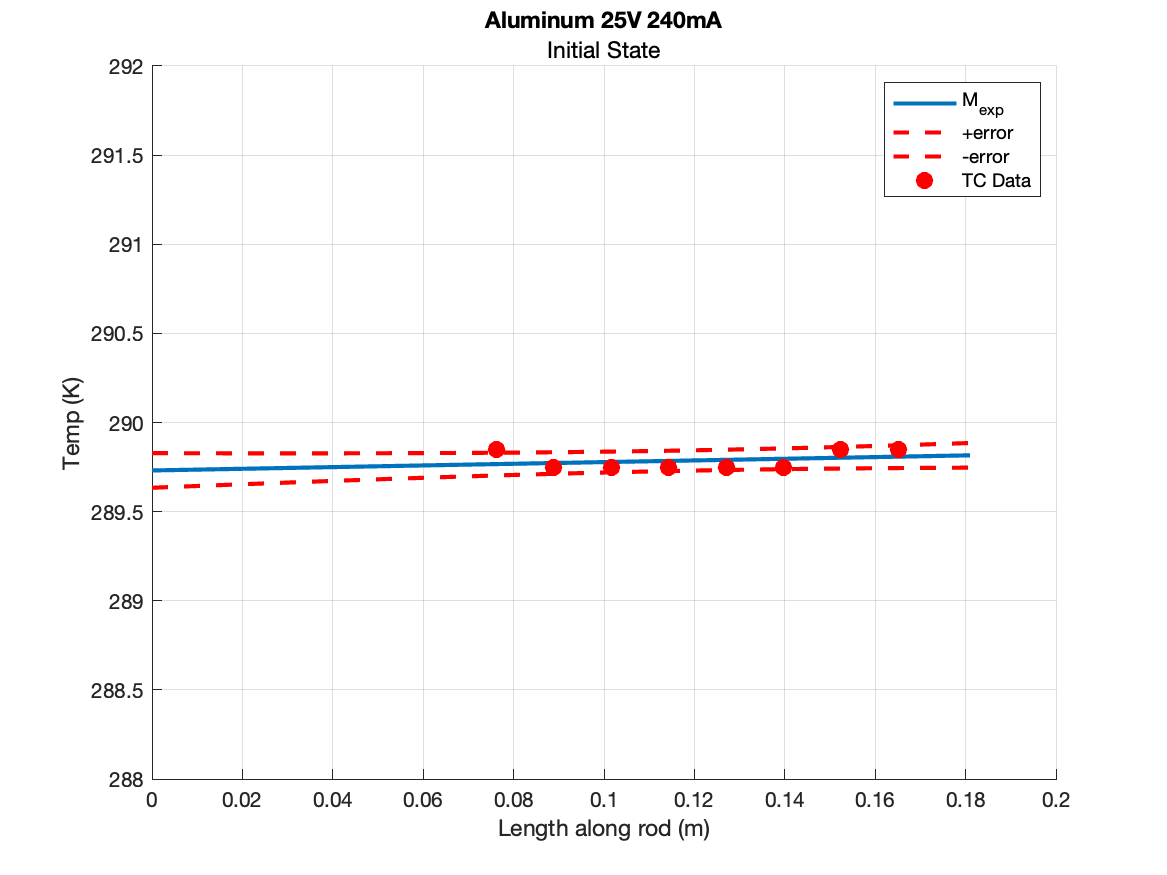 Aluminum 25V 240mA
Initial State
M_exp
+error
-error
TC Data
Temp (K)
292
291.5
291
290.5
290
289.5
289
288.5
288
0 0.02 0.04 0.06 0.08 0.1 0.12 0.14 0.16 0.18 0.2
Length along rod (m)